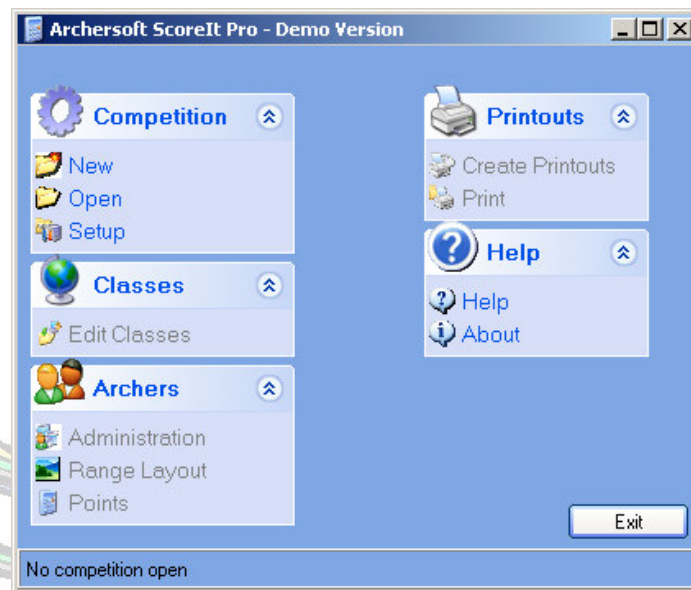 Archersoft ScoreIt Pro - Demo Version
Competition
New
Open
Setup
Classes
Edit Classes
Archers
Administration
Range Layout
Points
Printouts
Create Printouts
Print
Help
Help
About
Exit
No competition open